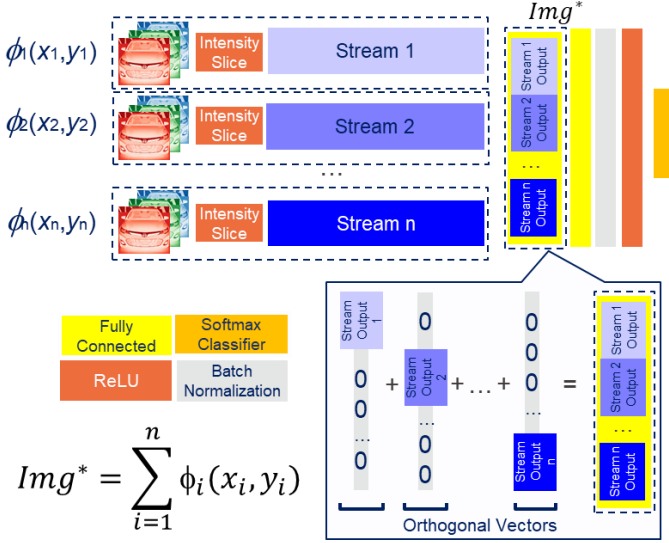 Img*
ϕ1(x1,y1)
Intensity
Slice
Stream 1
ϕ2(x2,y2)
Intensity
Slice
Stream 2
...
ϕn(xn,yn)
Intensity
Slice
Stream n
Stream 1
Output
Stream 2
Output
...
Stream n
Output
Fully
Connected
Softmax
Classifier
ReLU
Batch
Normalization
Img* = ∑ n i=1 ϕi(xi, yi)
Stream
Output
1
0
0
...
0
+
0
Stream
Output
2
0
...
0
0
+ ... +
0
0
0
...
Stream
Output
n
=
Stream 1
Output
Stream 2
Output
...
Stream n
Output
Orthogonal Vectors